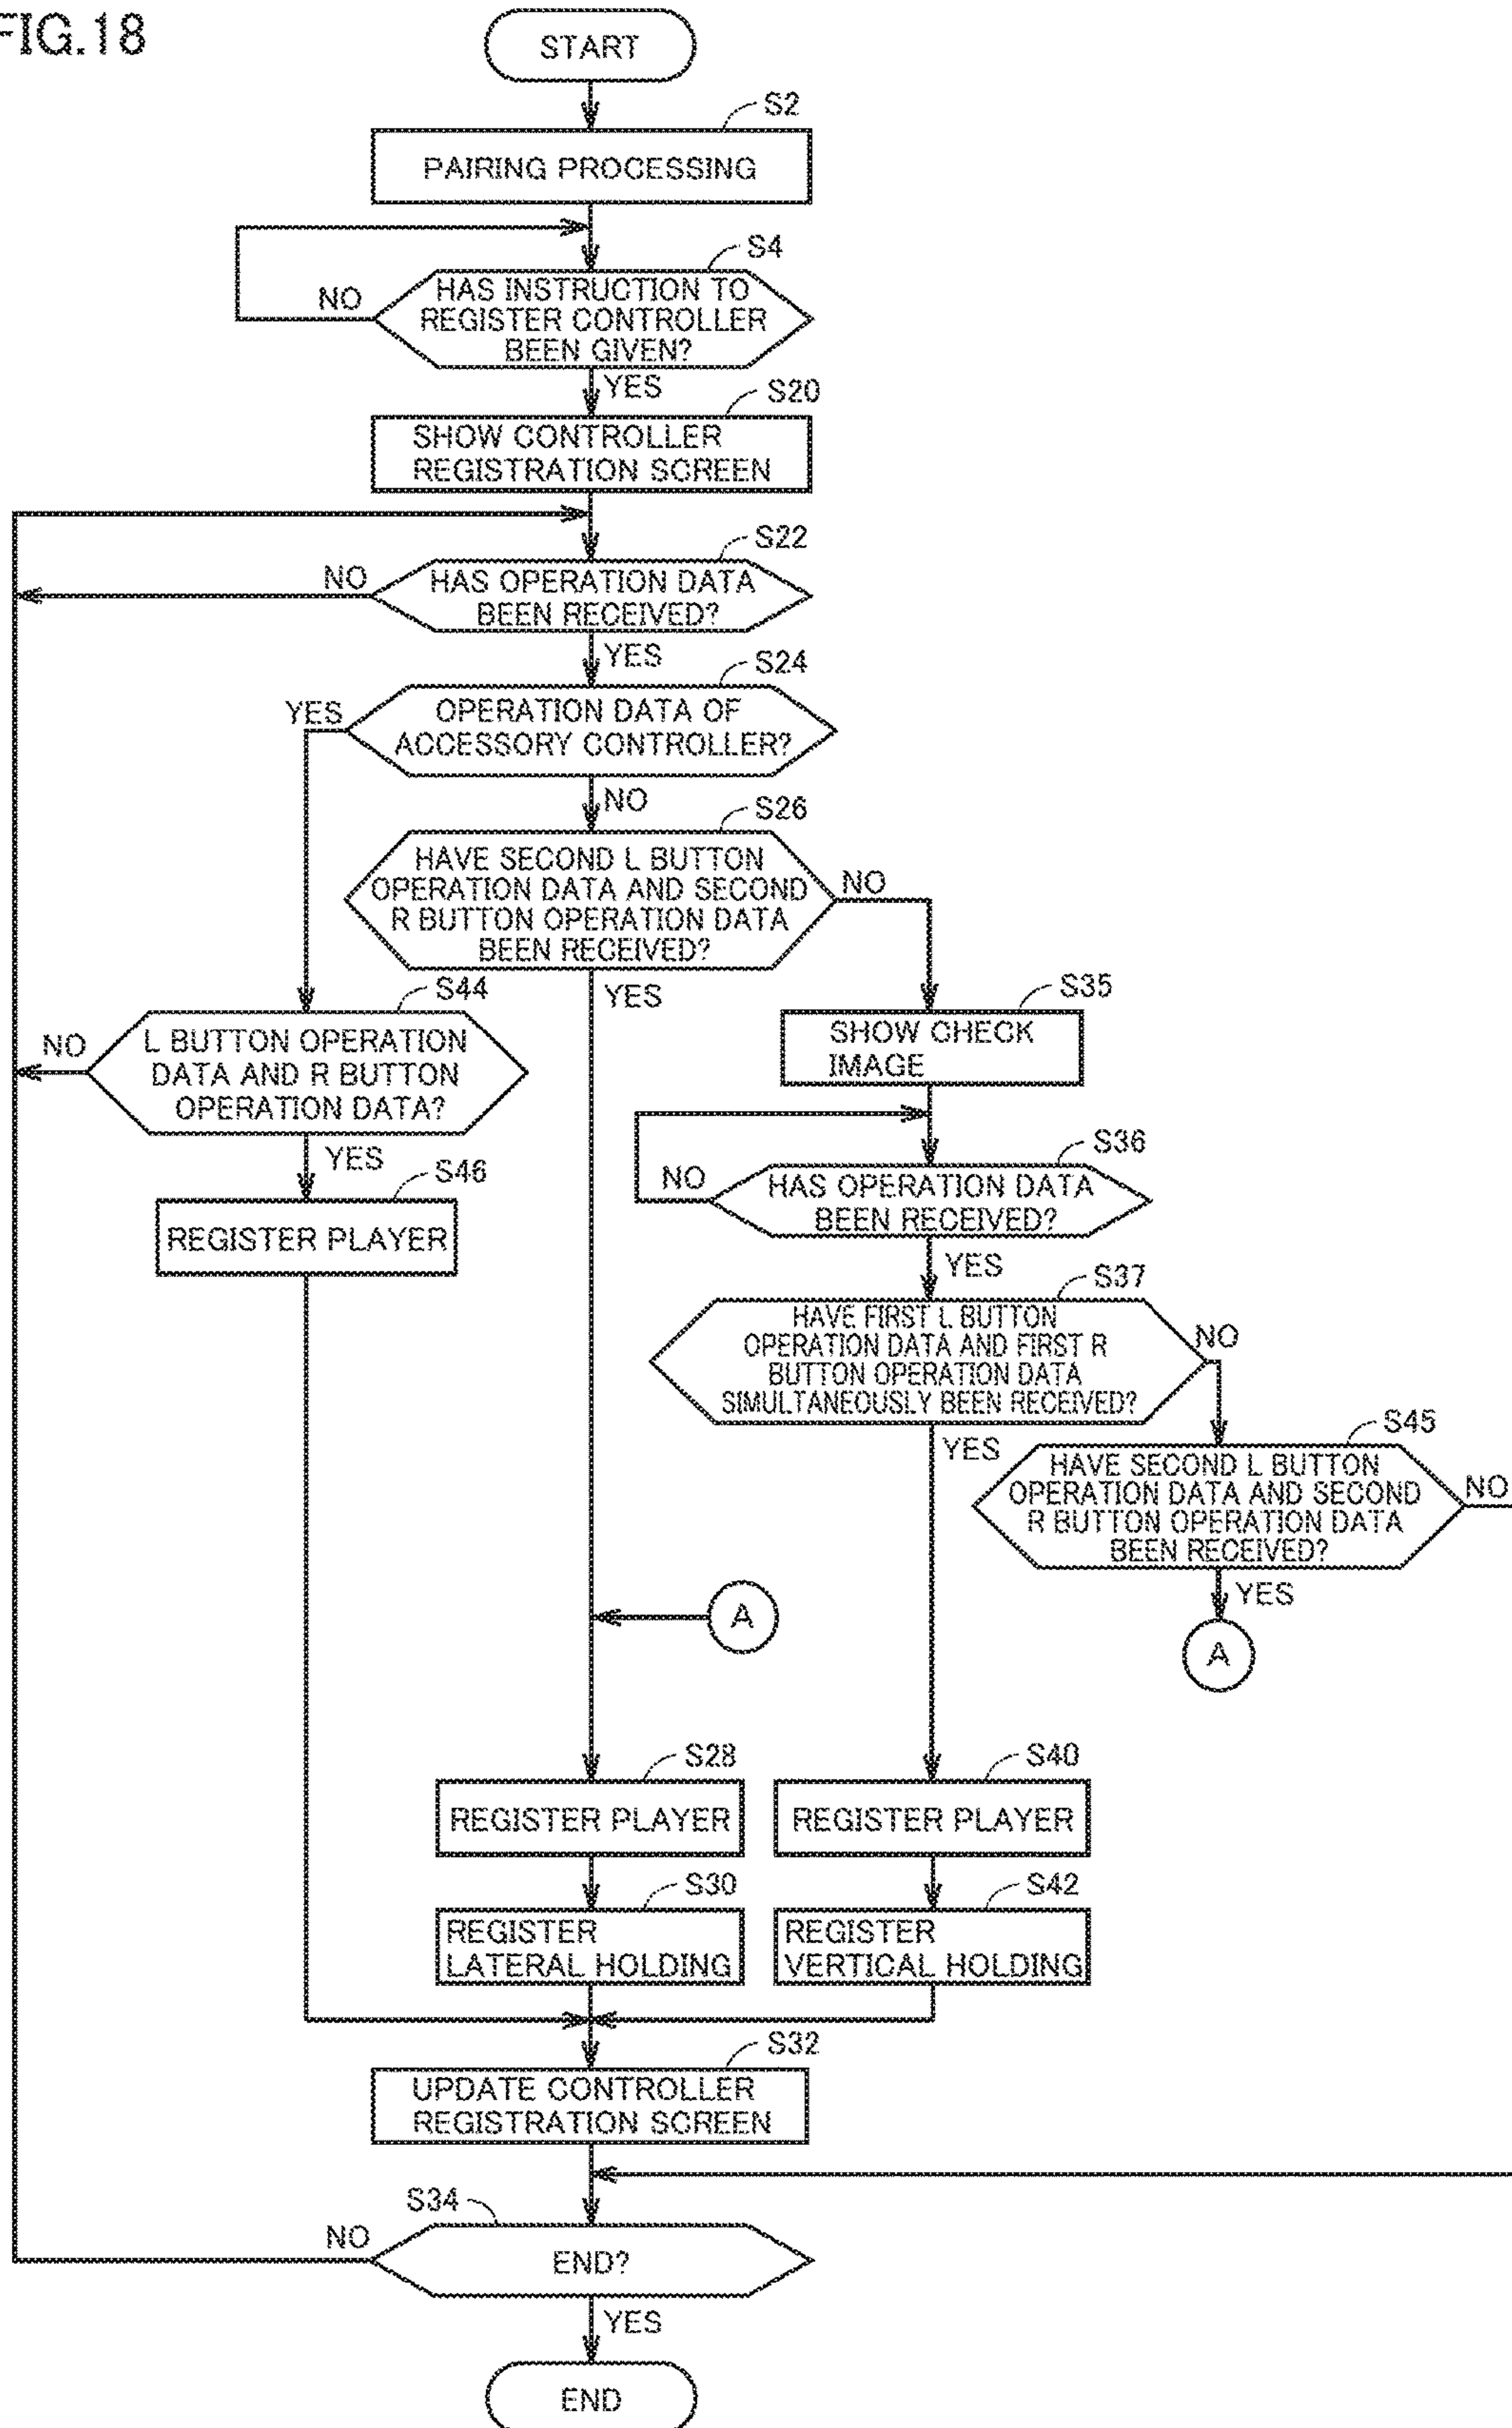 FIG.18
START
S2
PAIRING PROCESSING
S4
NO
HAS INSTRUCTION TO
REGISTER CONTROLLER
BEEN GIVEN?
YES
S20
SHOW CONTROLLER
REGISTRATION SCREEN
S22
NO
HAS OPERATION DATA
BEEN RECEIVED?
YES
S24
YES
OPERATION DATA OF
ACCESSORY CONTROLLER?
NO
S26
HAVE SECOND L BUTTON
OPERATION DATA AND SECOND
R BUTTON OPERATION DATA
BEEN RECEIVED?
NO
YES
S44
NO
L BUTTON OPERATION
DATA AND R BUTTON
OPERATION DATA?
YES
S46
REGISTER PLAYER
S35
SHOW CHECK
IMAGE
S36
NO
HAS OPERATION DATA
BEEN RECEIVED?
YES
S37
HAVE FIRST L BUTTON
OPERATION DATA AND FIRST R
BUTTON OPERATION DATA
SIMULTANEOUSLY BEEN RECEIVED?
NO
YES
S45
HAVE SECOND L BUTTON
OPERATION DATA AND SECOND
R BUTTON OPERATION DATA
BEEN RECEIVED?
NO
YES
A
A
S28
REGISTER PLAYER
S40
REGISTER PLAYER
S30
REGISTER
LATERAL HOLDING
S42
REGISTER
VERTICAL HOLDING
S32
UPDATE CONTROLLER
REGISTRATION SCREEN
S34
NO
END?
YES
END